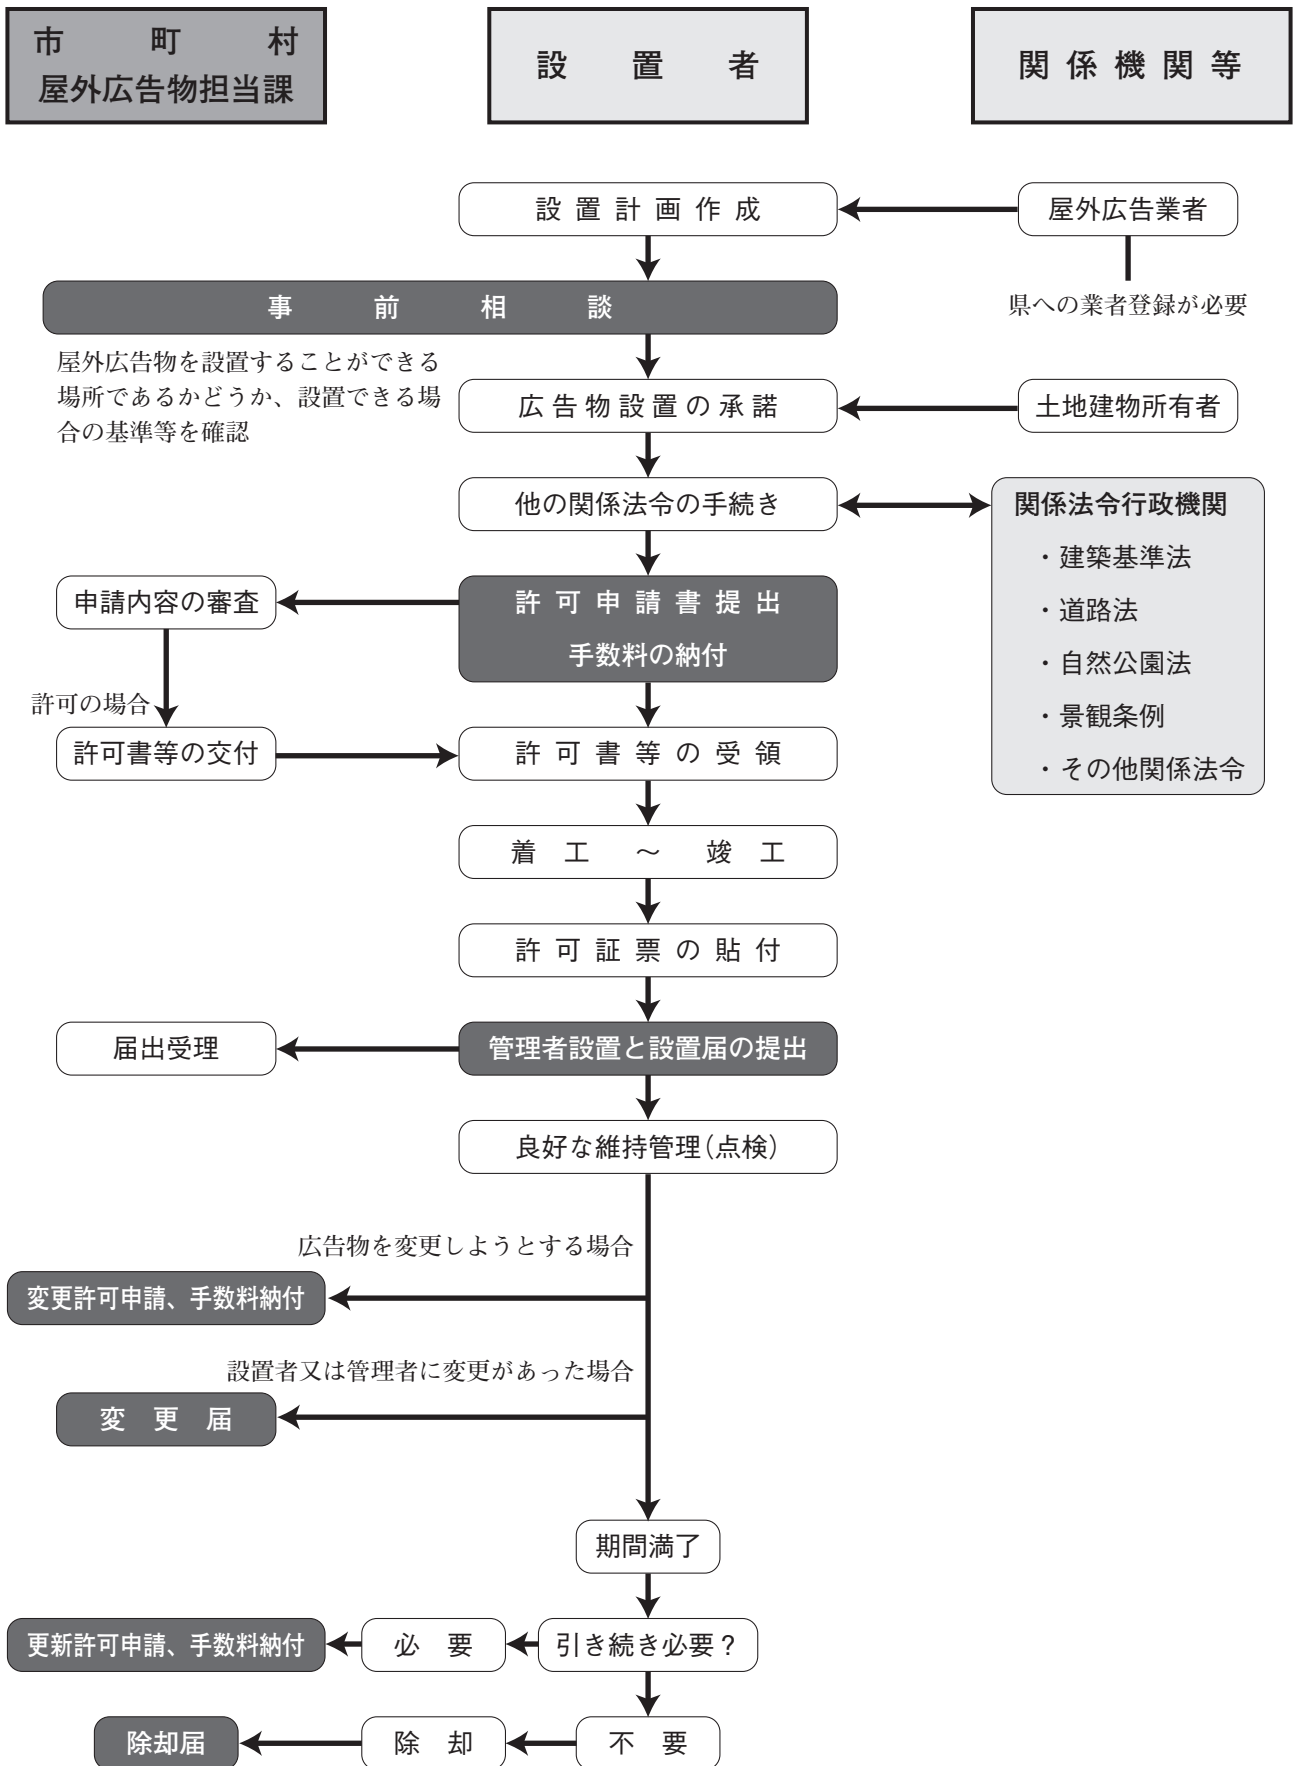 市町村
屋外広告物担当課
設置者
関係機関等
設置計画作成
屋外広告業者
事前相談
県への業者登録が必要
屋外広告物を設置することができる
場所であるかどうか、設置できる場
合の基準等を確認
広告物設置の承諾
土地建物所有者
他の関係法令の手続き
関係法令行政機関
・建築基準法
・道路法
・自然公園法
・景観条例
・その他関係法令
申請内容の審査
許可申請書提出
手数料の納付
許可の場合
許可書等の交付
許可書等の受領
着工～竣工
許可証票の貼付
届出受理
管理者設置と設置届の提出
良好な維持管理(点検)
広告物を変更しようとする場合
変更許可申請、手数料納付
設置者又は管理者に変更があった場合
変更届
期間満了
更新許可申請、手数料納付
必要
引き続き必要？
除却届
除却
不要